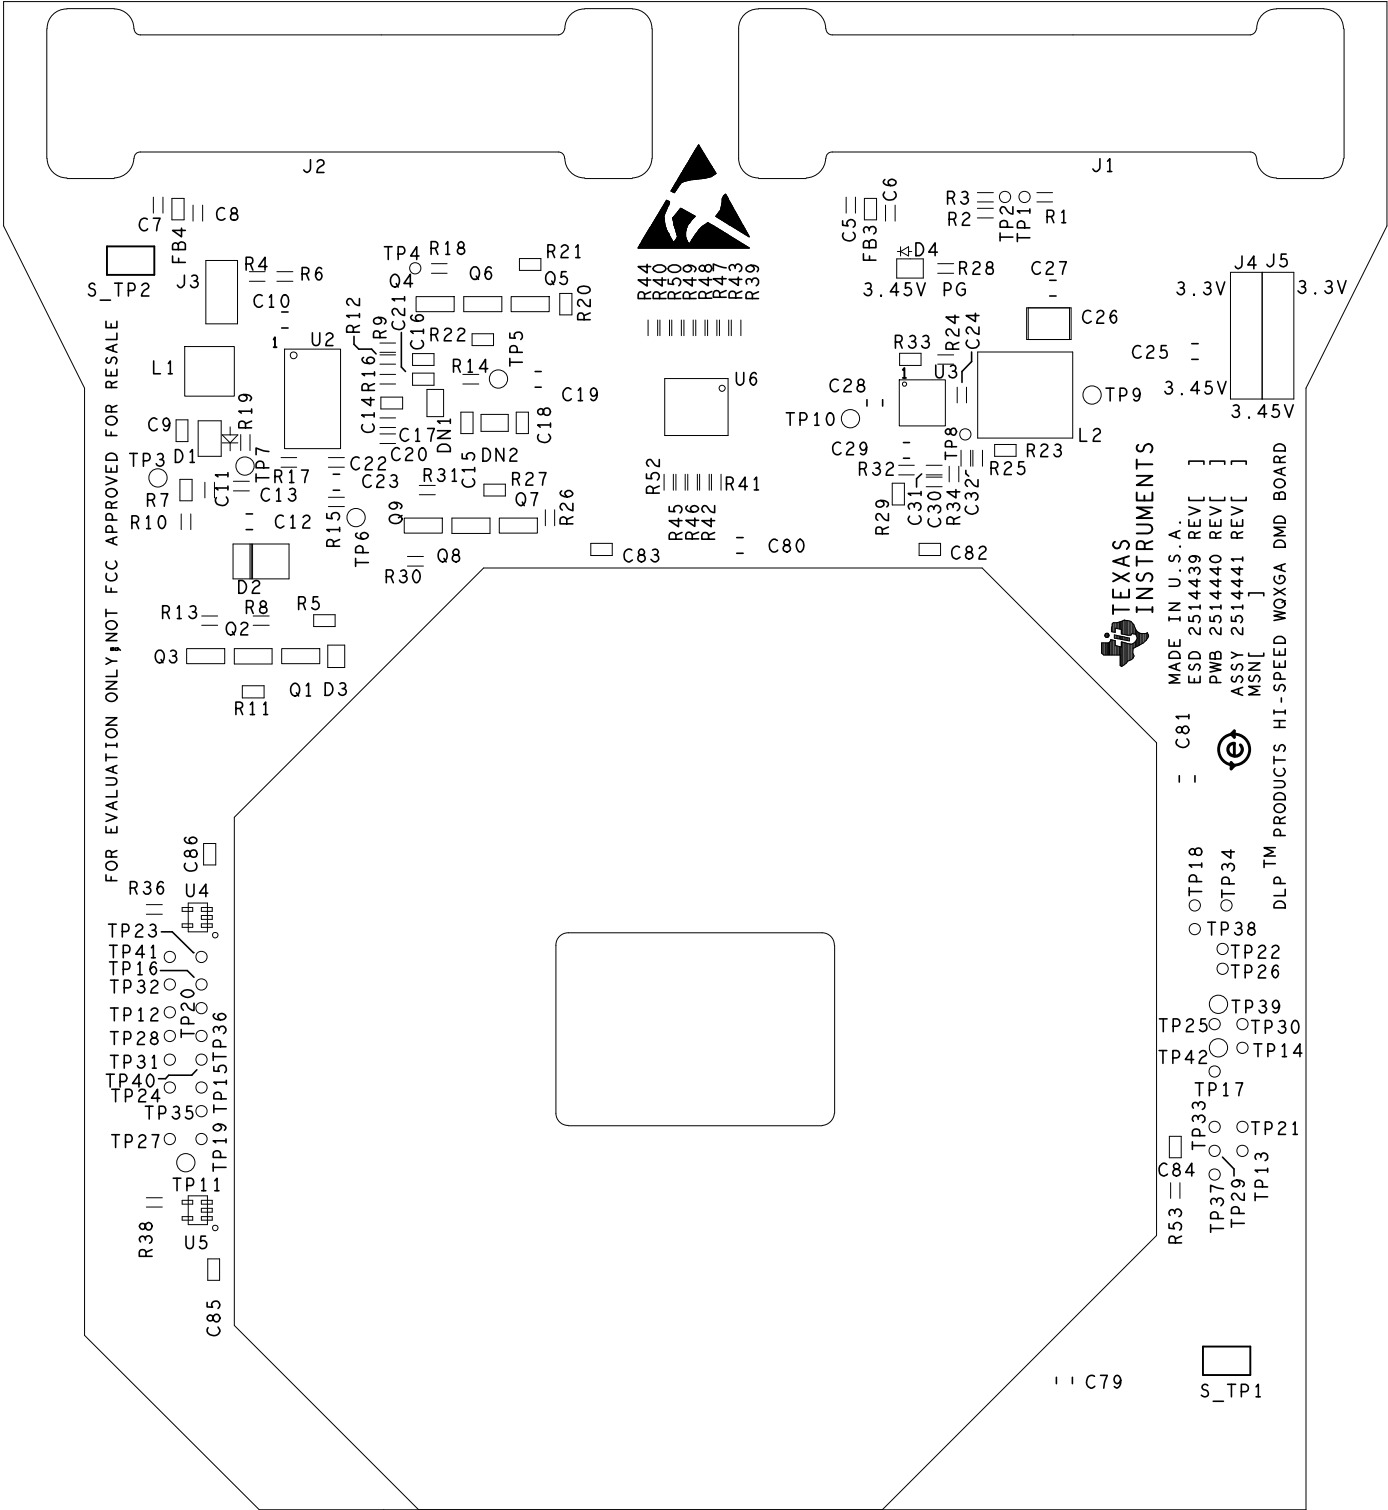 J2
J1
C7
C8
FB4
S_TP2
J3
R4
R6
C10
TP4
R18
Q4
Q6
R21
Q5
R20
R44
R40
R50
R49
R48
R47
R43
R39
C5
FB3
C6
D4
3.45V PG
R28
R3
R2
TP2
TP1
R1
C27
C26
C25
J4
J5
3.3V
3.3V
3.45V
3.45V
L1
1
U2
R12
R9
C21
C16
R22
R14
TP5
R16
C14
C17
C20
DN1
C15
DN2
C18
C19
U6
C28
TP10
C29
R33
1
U3
R24
C24
L2
TP9
TP8
R23
R25
R32
R29
C31
C30
R34
C32
C9
D1
R19
TP7
TP3
R7
R10
C11
C13
R17
C12
C22
C23
R15
TP6
R31
R27
Q7
R26
Q9
Q8
R30
C83
R52
R41
R45
R46
R42
C80
C82
D2
R13
R8
R5
Q2
Q3
Q1
D3
R11
FOR EVALUATION ONLY,NOT FCC APPROVED FOR RESALE
TEXAS
INSTRUMENTS
MADE IN U.S.A.
ESD 2514439 REV[ ]
PWB 2514440 REV[ ]
ASSY 2514441 REV[ ]
MSN[ ]
DLP TM PRODUCTS HI-SPEED WQXGA DMD BOARD
C81
e
C86
R36
U4
TP23
TP41
TP16
TP32
TP20
TP12
TP28
TP36
TP31
TP40
TP24
TP15
TP35
TP27
TP19
TP11
R38
U5
C85
TP18
TP34
TP38
TP22
TP26
TP39
TP25
TP30
TP42
TP14
TP17
TP33
TP21
C84
R53
TP37
TP29
TP13
C79
S_TP1